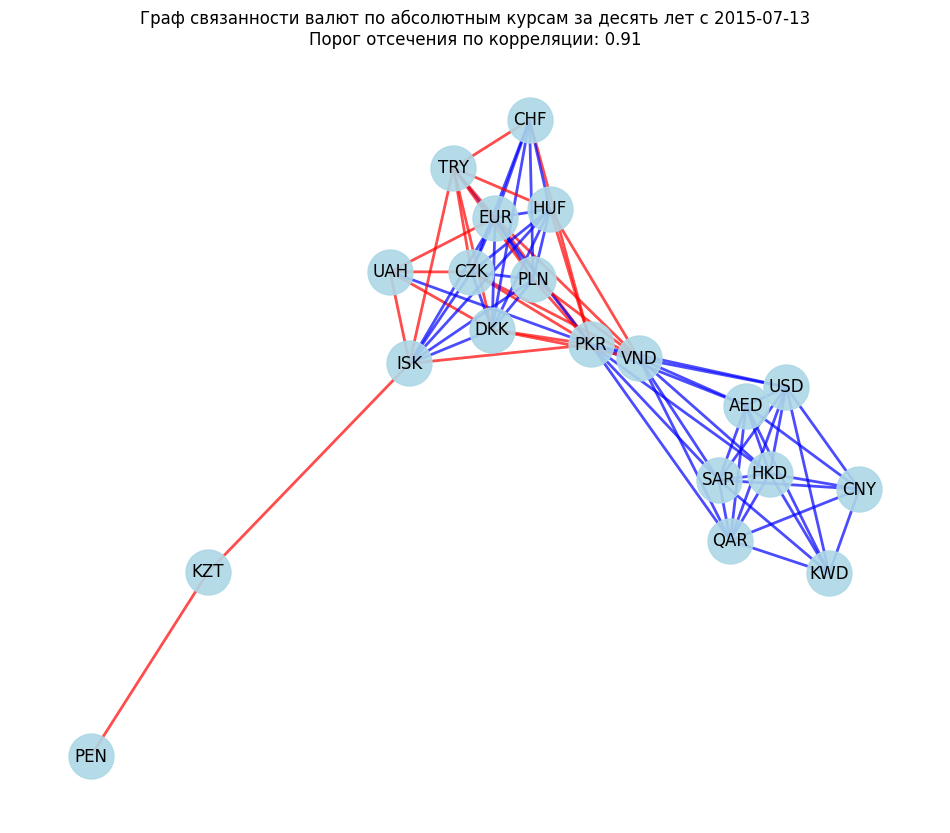 Граф связанности валют по абсолютным курсам за десять лет с 2015-07-13
Порог отсечения по корреляции: 0.91
CHF
TRY
HUF
EUR
UAH
CZK
PLN
DKK
PKR
VND
ISK
USD
AED
HKD
SAR
CNY
QAR
KZT
KWD
PEN